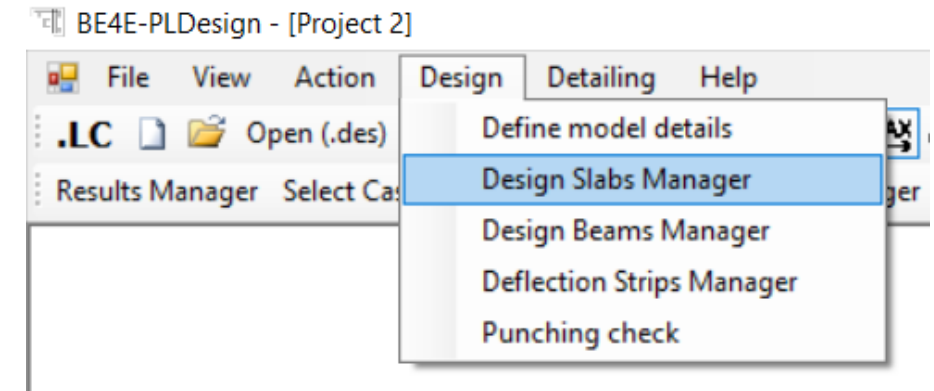 BE4E-PLDesign - [Project 2]
File View Action Design Detailing Help
.LC Open (.des)
Define model details
Design Slabs Manager
Results Manager Select Cas
Design Beams Manager
Deflection Strips Manager
Punching check